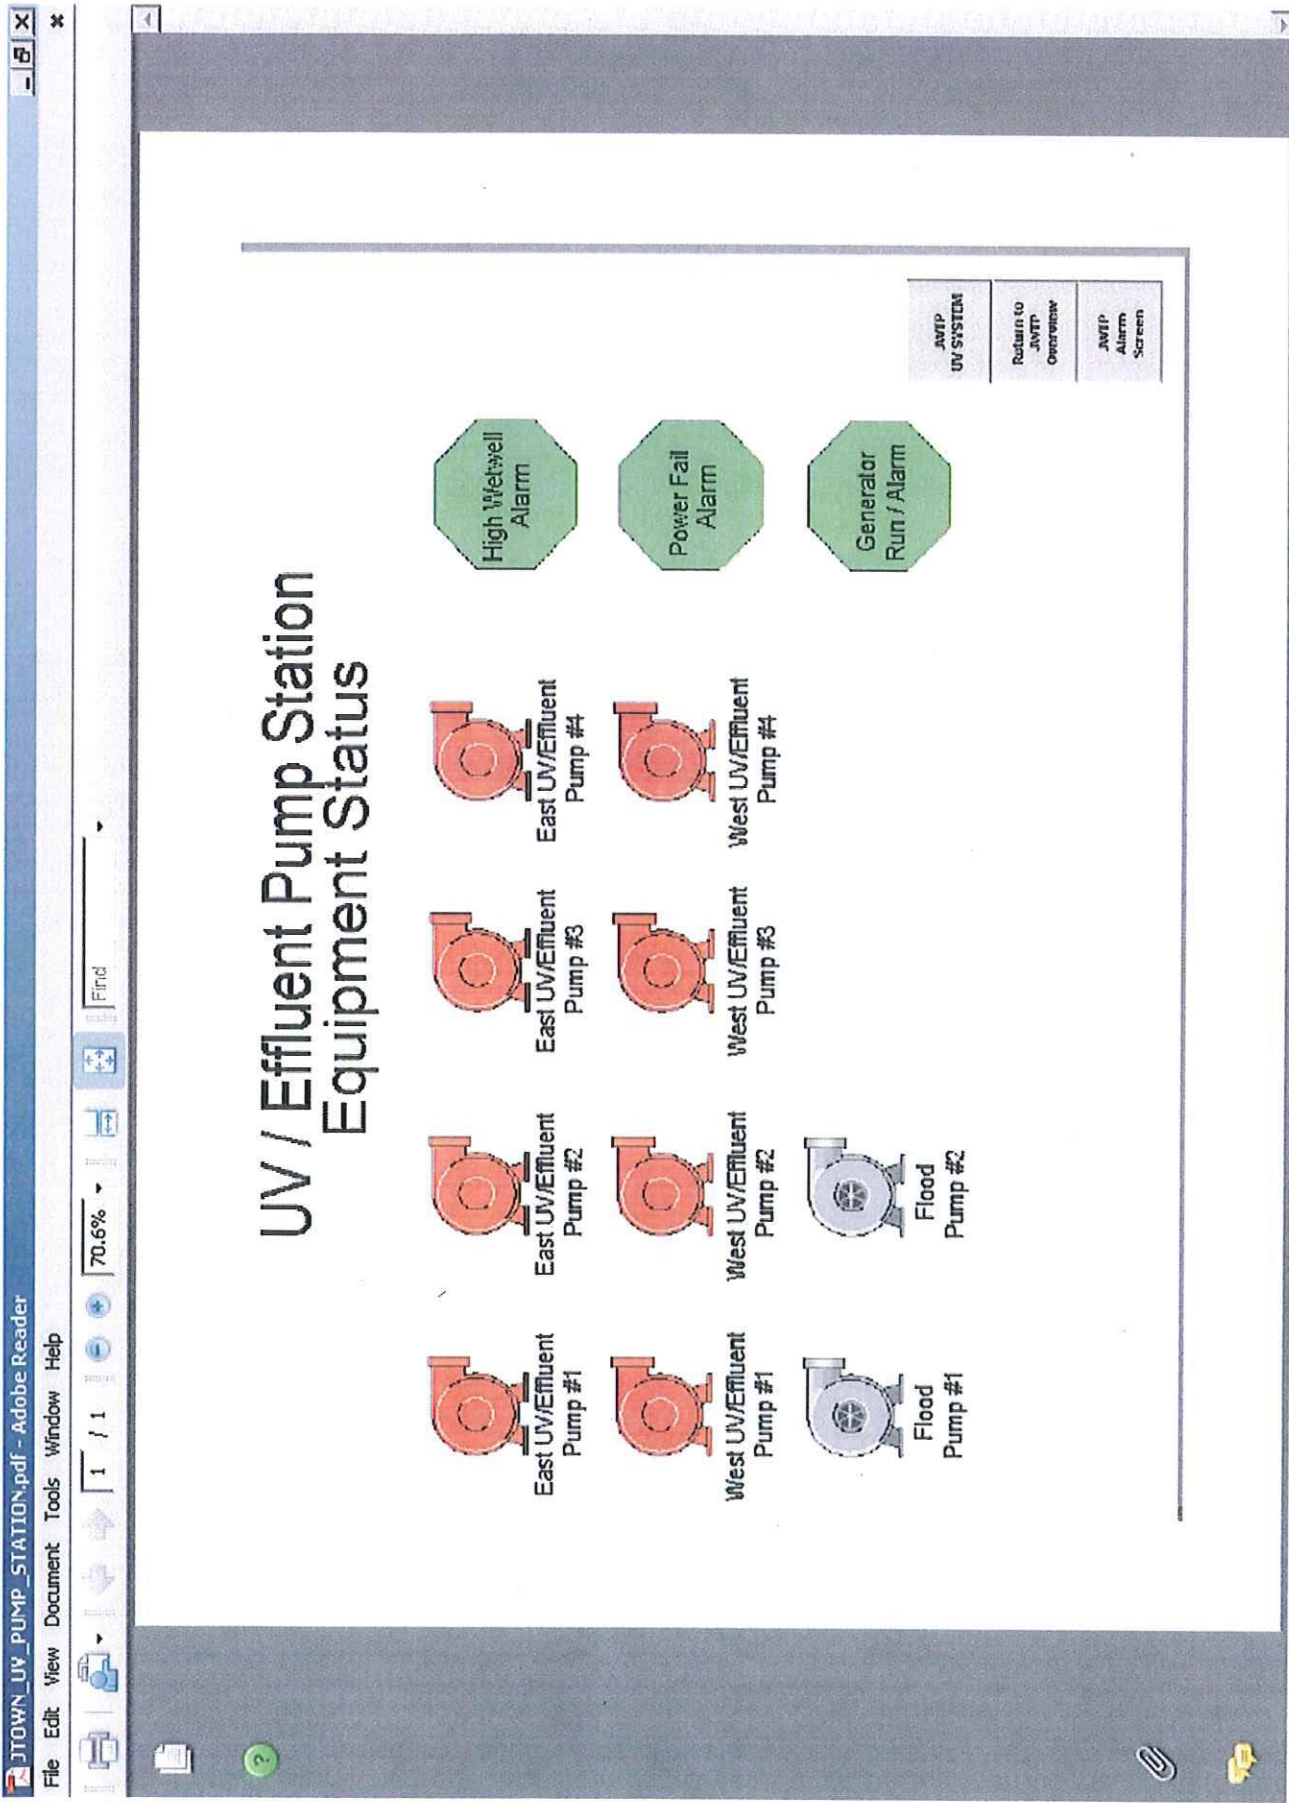 JTOWN_UV_PUMP_STATION.pdf - Adobe Reader
File Edit View Document Tools Window Help
1 / 1
70.6%
Find
UV / Effluent Pump Station
Equipment Status
East UV/Effluent
Pump #1
East UV/Effluent
Pump #2
East UV/Effluent
Pump #3
East UV/Effluent
Pump #4
High Wetwell
Alarm
West UV/Effluent
Pump #1
West UV/Effluent
Pump #2
West UV/Effluent
Pump #3
West UV/Effluent
Pump #4
Power Fail
Alarm
Flood
Pump #1
Flood
Pump #2
Generator
Run / Alarm
JWTP
UV SYSTEM
Return to
JWTP
Overview
JWTP
Alarm
Screen